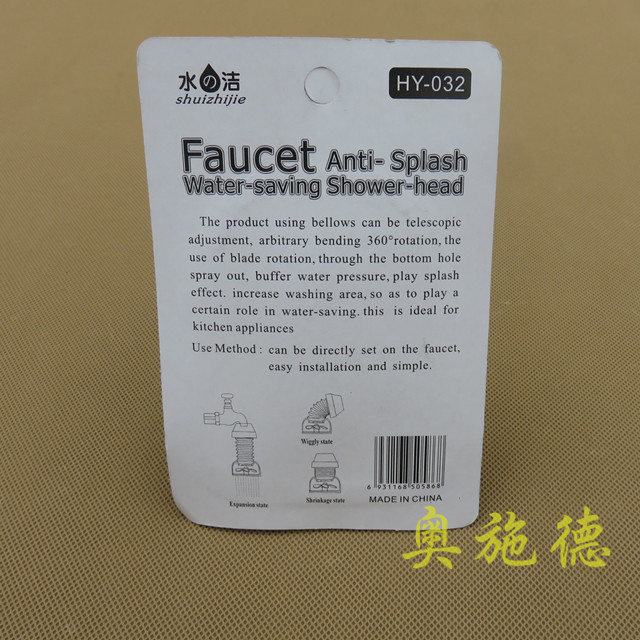 水の洁
shuizhijie
HY-032
Faucet Anti- Splash
Water-saving Shower-head
The product using bellows can be telescopic
adjustment, arbitrary bending 360°rotation, the
use of blade rotation, through the bottom hole
spray out, buffer water pressure, play splash
effect. increase washing area, so as to play a
certain role in water-saving. this is ideal for
kitchen appliances
Use Method : can be directly set on the faucet,
easy installation and simple.
Wiggly state
Expansion state
Shrinkage state
6 931168 505868
MADE IN CHINA
奥施德